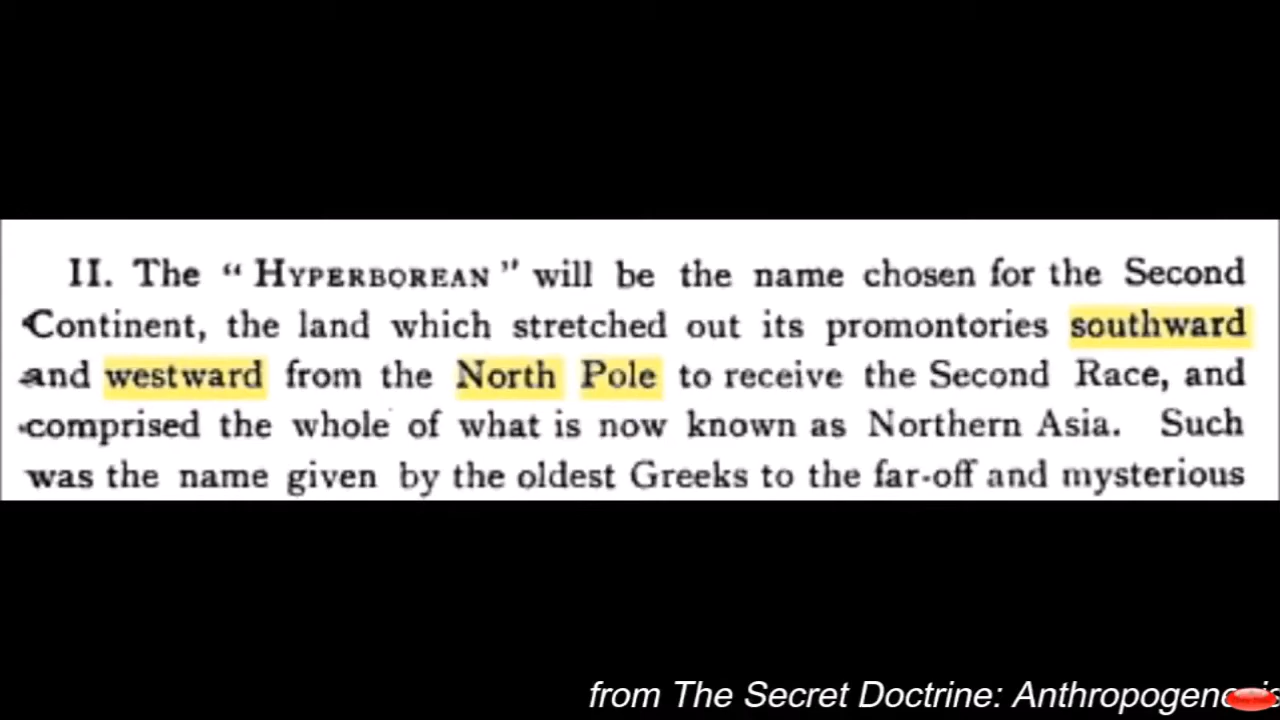 II. The “ HYPERBOREAN ” will be the name chosen for the Second
Continent, the land which stretched out its promontories southward
and westward from the North Pole to receive the Second Race, and
comprised the whole of what is now known as Northern Asia. Such
was the name given by the oldest Greeks to the far-off and mysterious
from The Secret Doctrine: Anthropogenesis